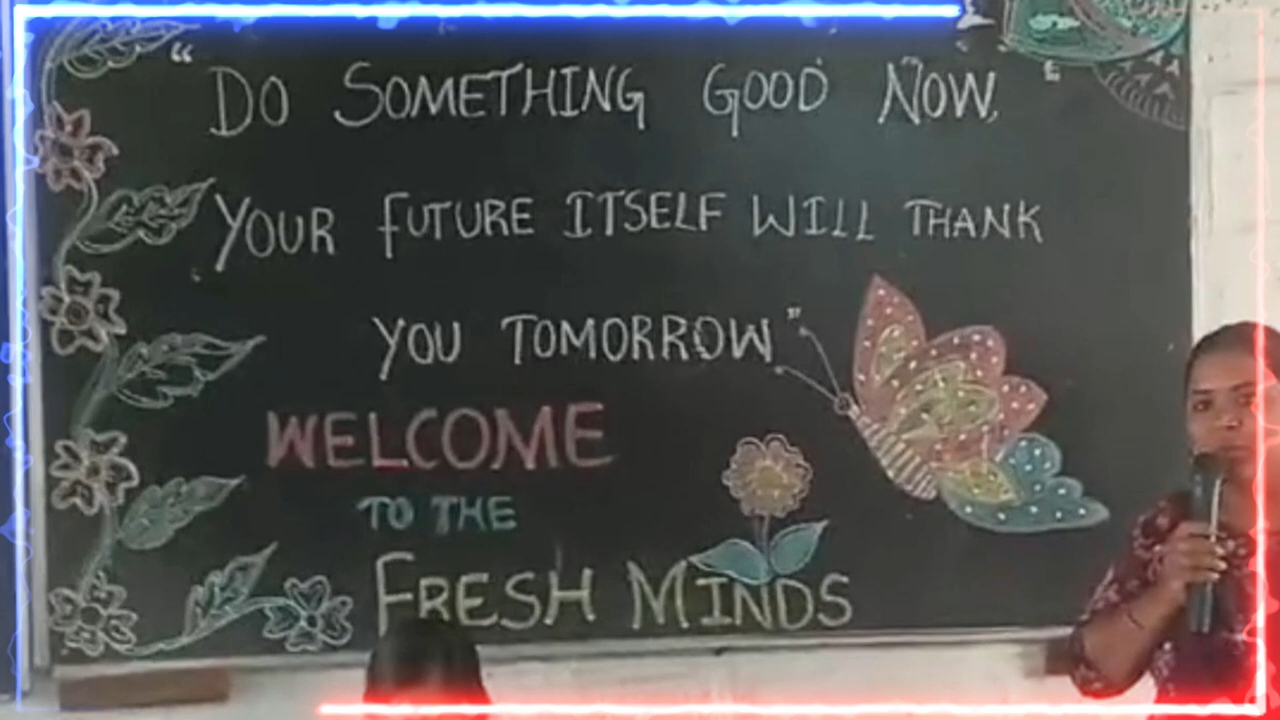 “DO SOMETHING GOOD NOW,
YOUR FUTURE ITSELF WILL THANK
YOU TOMORROW”
WELCOME
TO THE
FRESH MINDS